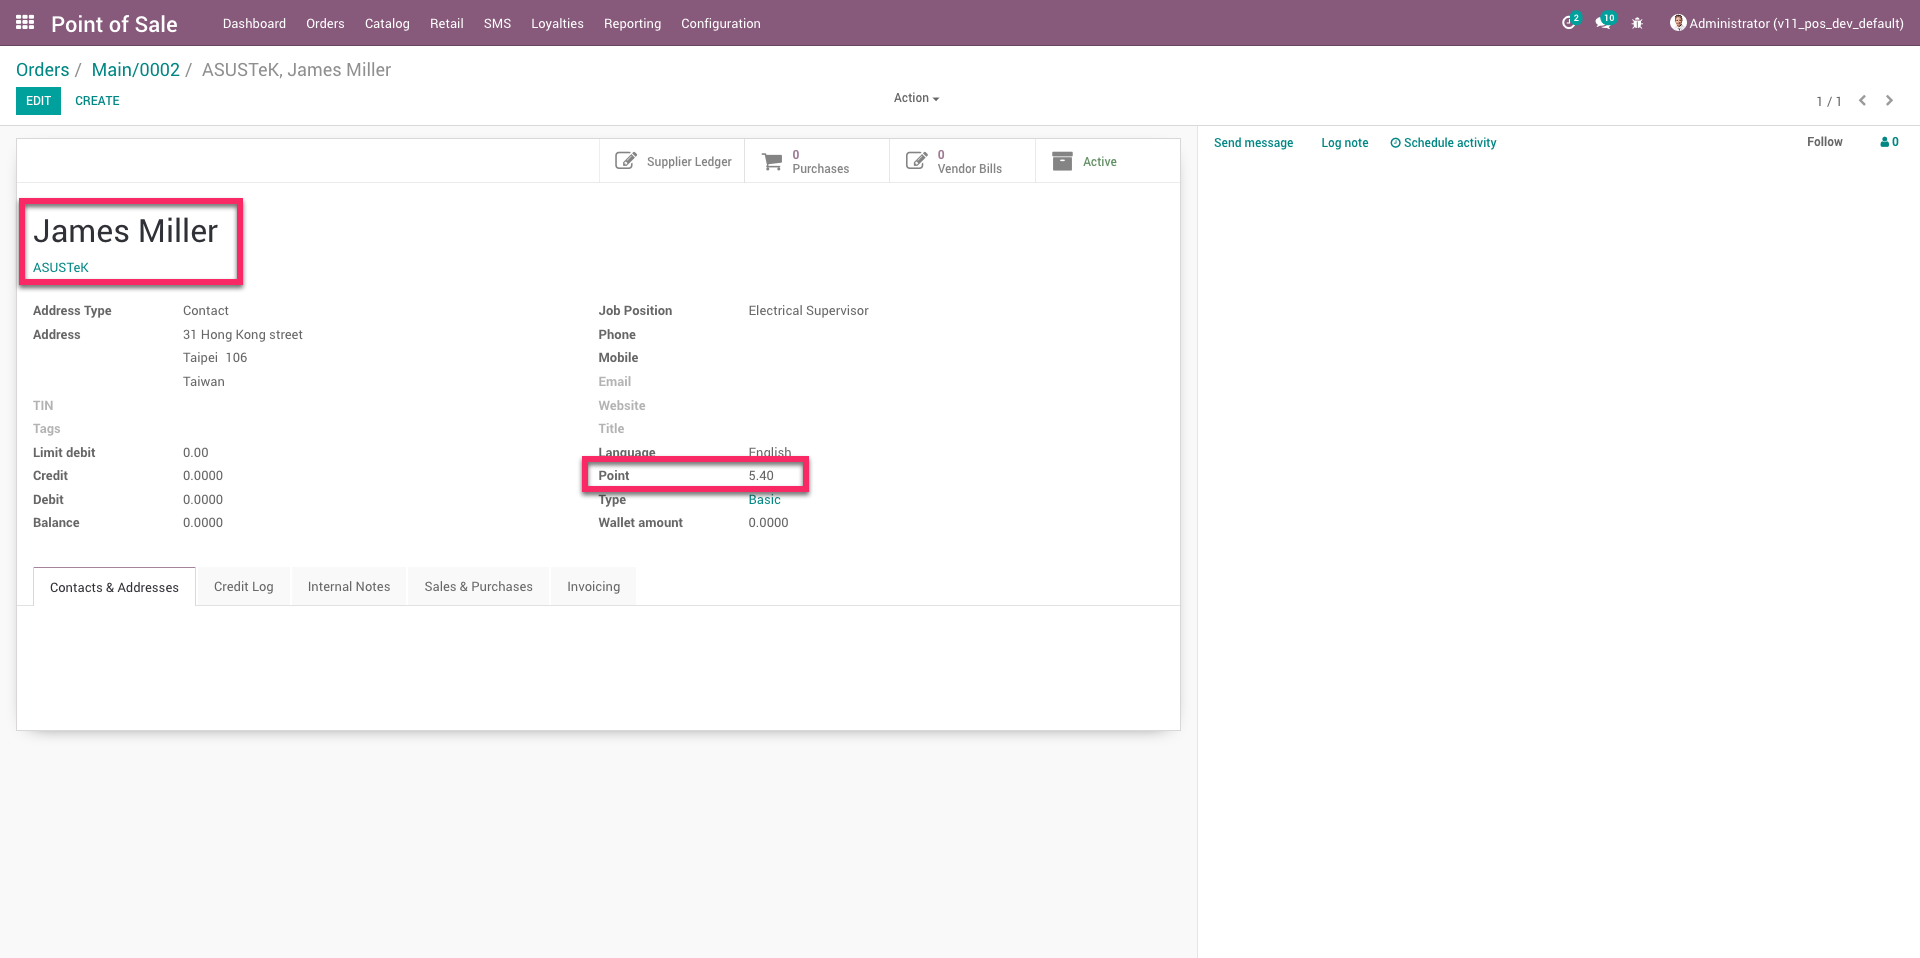 Point of Sale Dashboard Orders Catalog Retail SMS Loyalties Reporting Configuration 2 10 Administrator (v11_pos_dev_default)
Orders / Main/0002 / ASUSTeK, James Miller
EDIT CREATE Action 1 / 1
Send message Log note Schedule activity Follow 0
Supplier Ledger 0 Purchases 0 Vendor Bills Active
James Miller
ASUSTeK
Address Type Contact Job Position Electrical Supervisor
Address 31 Hong Kong street Phone
Taipei 106 Mobile
Taiwan Email
TIN Website
Tags Title
Limit debit 0.00 Language English
Credit 0.0000 Point 5.40
Debit 0.0000 Type Basic
Balance 0.0000 Wallet amount 0.0000
Contacts & Addresses Credit Log Internal Notes Sales & Purchases Invoicing